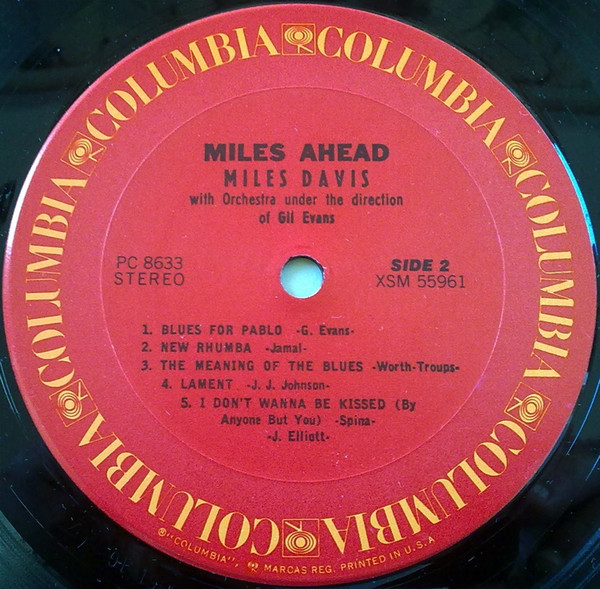 COLUMBIA COLUMBIA COLUMBIA COLUMBIA COLUMBIA COLUMBIA
MILES AHEAD
MILES DAVIS
with Orchestra under the direction
of Gil Evans
PC 8633
STEREO
SIDE 2
XSM 55961
1. BLUES FOR PABLO -G. Evans-
2. NEW RHUMBA -Jamal-
3. THE MEANING OF THE BLUES -Worth-Troups-
4. LAMENT -J. J. Johnson-
5. I DON'T WANNA BE KISSED (By
Anyone But You) -Spina-
-J. Elliott-
"COLUMBIA", MARCAS REG. PRINTED IN U.S.A